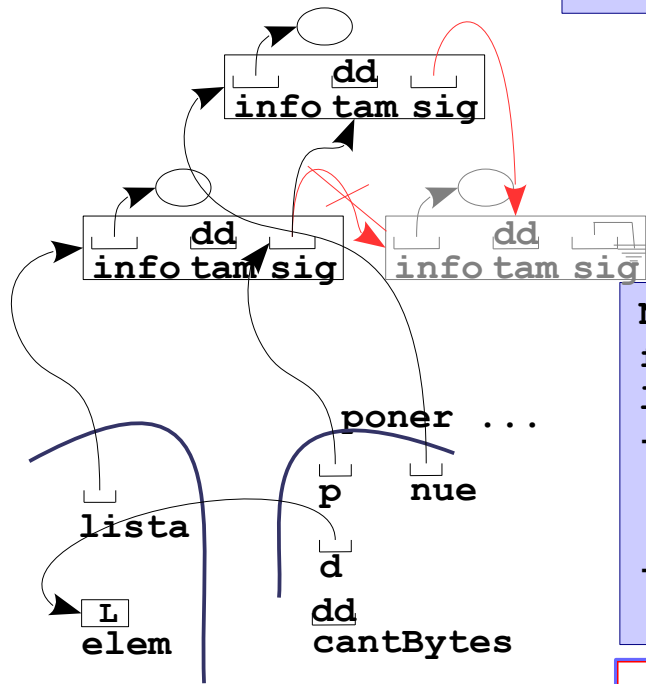 dd
info tam sig
dd
info tam sig
dd
info tam sig
poner ...
p
nue
lista
d
L
elem
dd
cantBytes